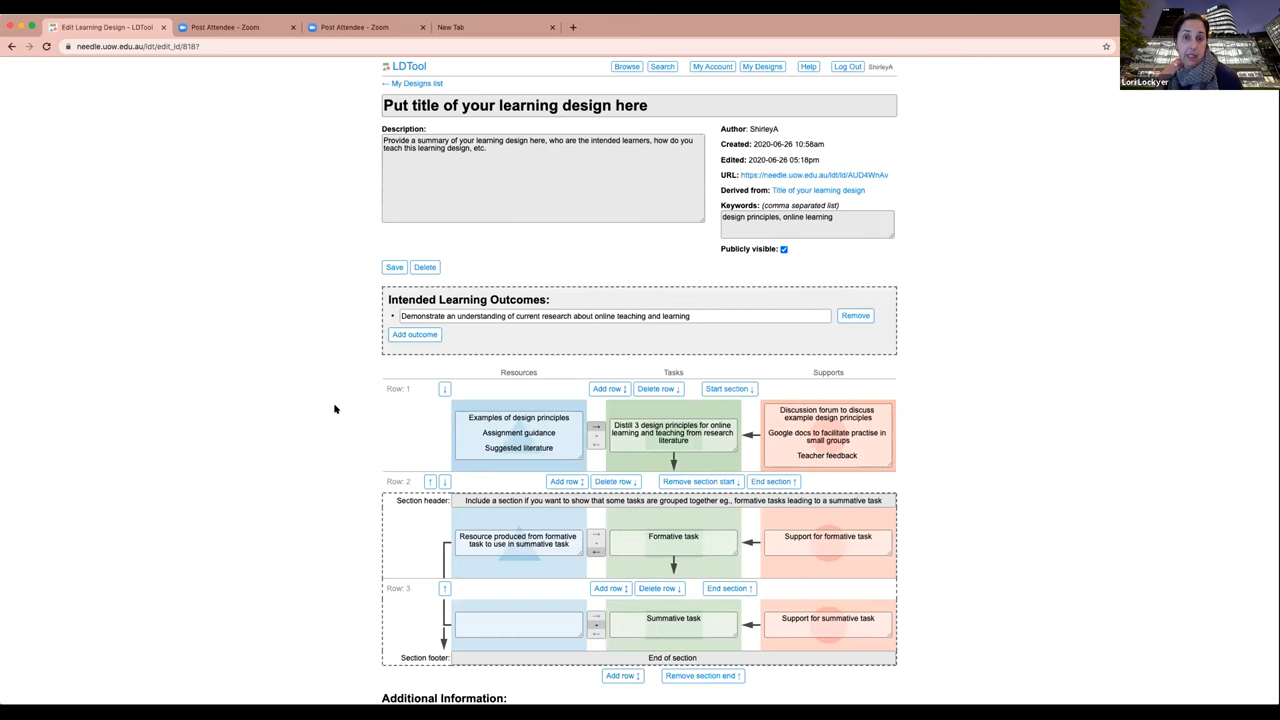 Edit Learning Design - LDTool
Post Attendee - Zoom
Post Attendee - Zoom
New Tab
needle.uow.edu.au/ldt/edit_ld/818?
Lori Lockyer
LDTool
Browse
Search
My Account
My Designs
Help
Log Out
ShirleyA
← My Designs list
Put title of your learning design here
Description:
Provide a summary of your learning design here, who are the intended learners, how do you
teach this learning design, etc.
Author: ShirleyA
Created: 2020-06-26 10:58am
Edited: 2020-06-26 05:18pm
URL: https://needle.uow.edu.au/ldt/ld/AUD4WnAv
Derived from: Title of your learning design
Keywords: (comma separated list)
design principles, online learning
Publicly visible:
Save
Delete
Intended Learning Outcomes:
• Demonstrate an understanding of current research about online teaching and learning
Remove
Add outcome
Resources
Tasks
Supports
Row: 1
↓
Add row ↕
Delete row ↓
Start section ↓
Examples of design principles
Assignment guidance
Suggested literature
Distill 3 design principles for online
learning and teaching from research
literature
Discussion forum to discuss
example design principles
Google docs to facilitate practise in
small groups
Teacher feedback
Row: 2
↑
↓
Add row ↕
Delete row ↓
Remove section start ↓
End section ↑
Section header:
Include a section if you want to show that some tasks are grouped together eg., formative tasks leading to a summative task
Resource produced from formative
task to use in summative task
Formative task
Support for formative task
Row: 3
↑
Add row ↕
Delete row ↓
End section ↑
Summative task
Support for summative task
Section footer:
End of section
Add row ↕
Remove section end ↑
Additional Information: